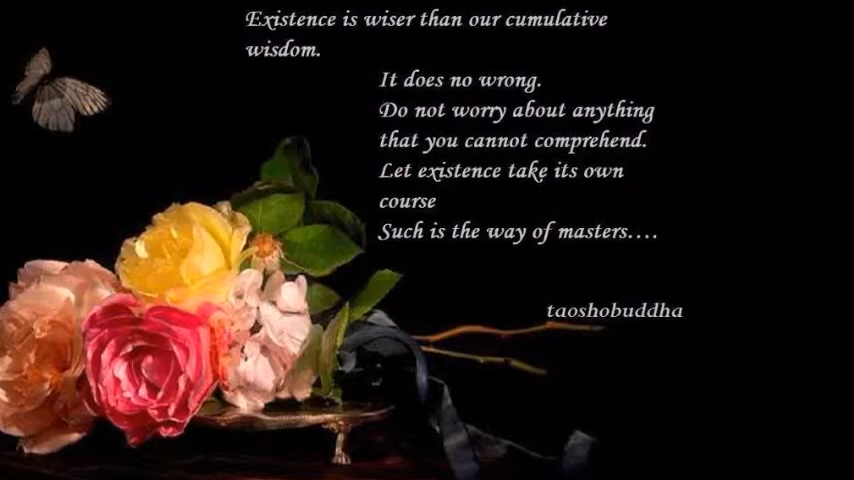 Existence is wiser than our cumulative
wisdom.
It does no wrong.
Do not worry about anything
that you cannot comprehend.
Let existence take its own
course
Such is the way of masters....
taoshobuddha